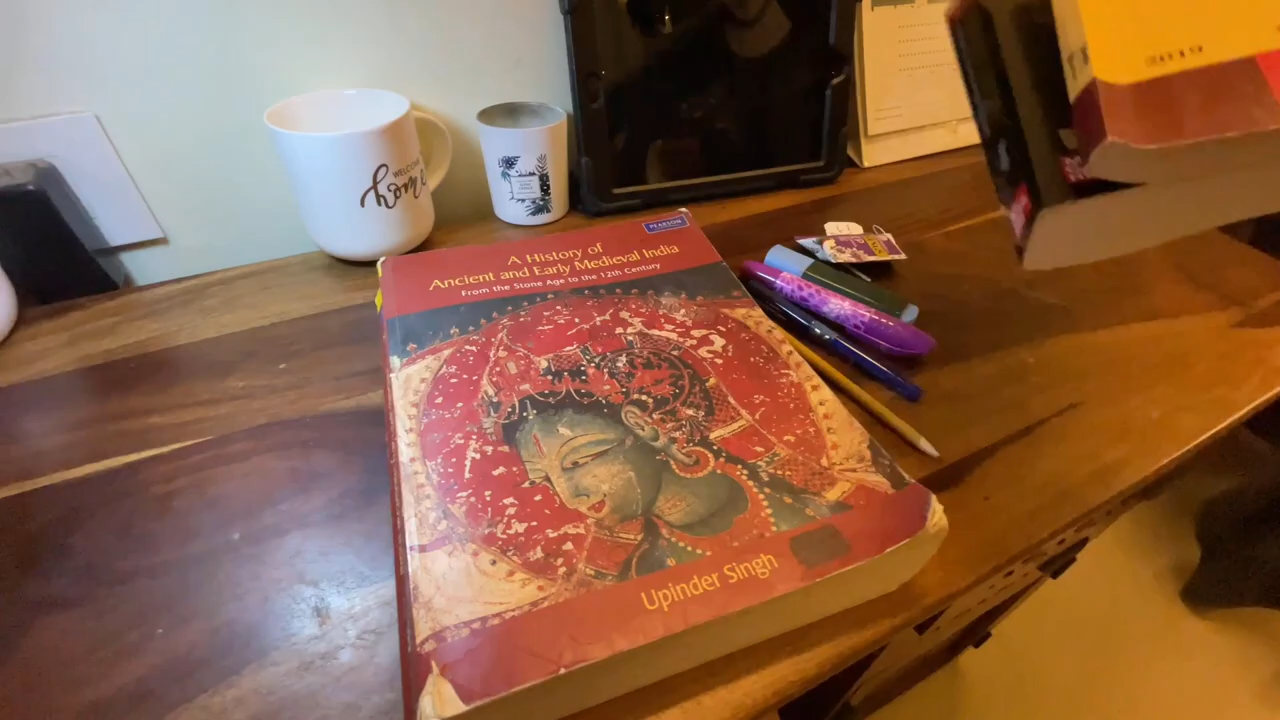 WELCOME
home
PEARSON
A History of
Ancient and Early Medieval India
From the Stone Age to the 12th Century
Upinder Singh